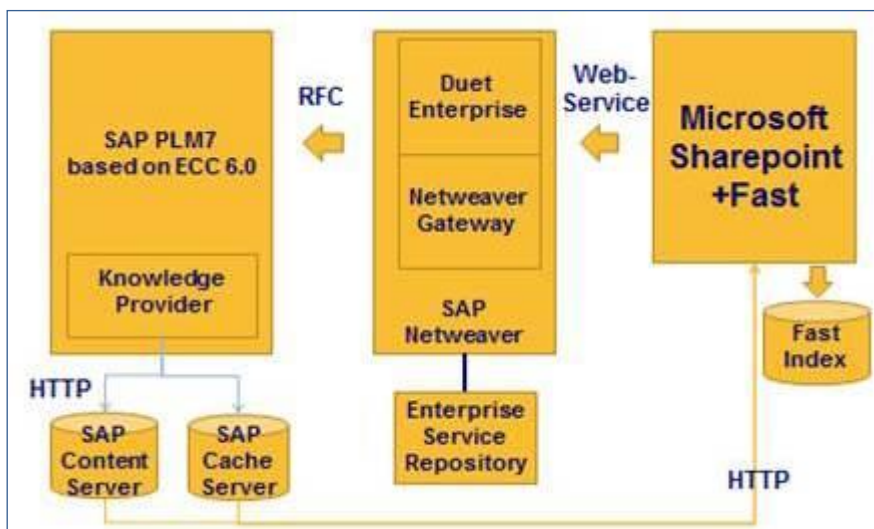 SAP PLM7
based on ECC 6.0
Knowledge
Provider
HTTP
SAP
Content
Server
SAP
Cache
Server
RFC
Duet
Enterprise
Netweaver
Gateway
SAP
Netweaver
Enterprise
Service
Repository
Web-
Service
Microsoft
Sharepoint
+Fast
Fast
Index
HTTP